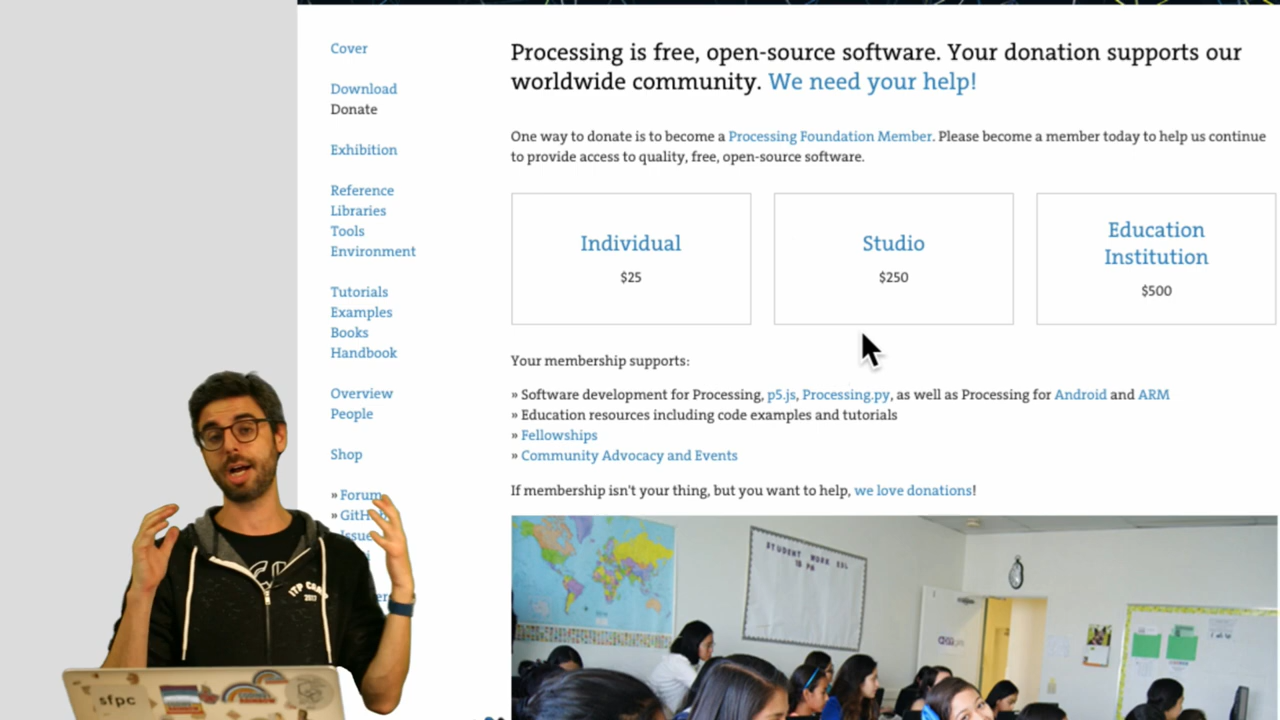 Cover
Download
Donate
Exhibition
Reference
Libraries
Tools
Environment
Tutorials
Examples
Books
Handbook
Overview
People
Shop
» Forum
» GitH
Issue
Processing is free, open-source software. Your donation supports our
worldwide community. We need your help!
One way to donate is to become a Processing Foundation Member. Please become a member today to help us continue
to provide access to quality, free, open-source software.
Individual
$25
Studio
$250
Education
Institution
$500
Your membership supports:
» Software development for Processing, p5.js, Processing.py, as well as Processing for Android and ARM
» Education resources including code examples and tutorials
» Fellowships
» Community Advocacy and Events
If membership isn't your thing, but you want to help, we love donations!
STUDENT WORK
ITP CAMP
2017
sfpc